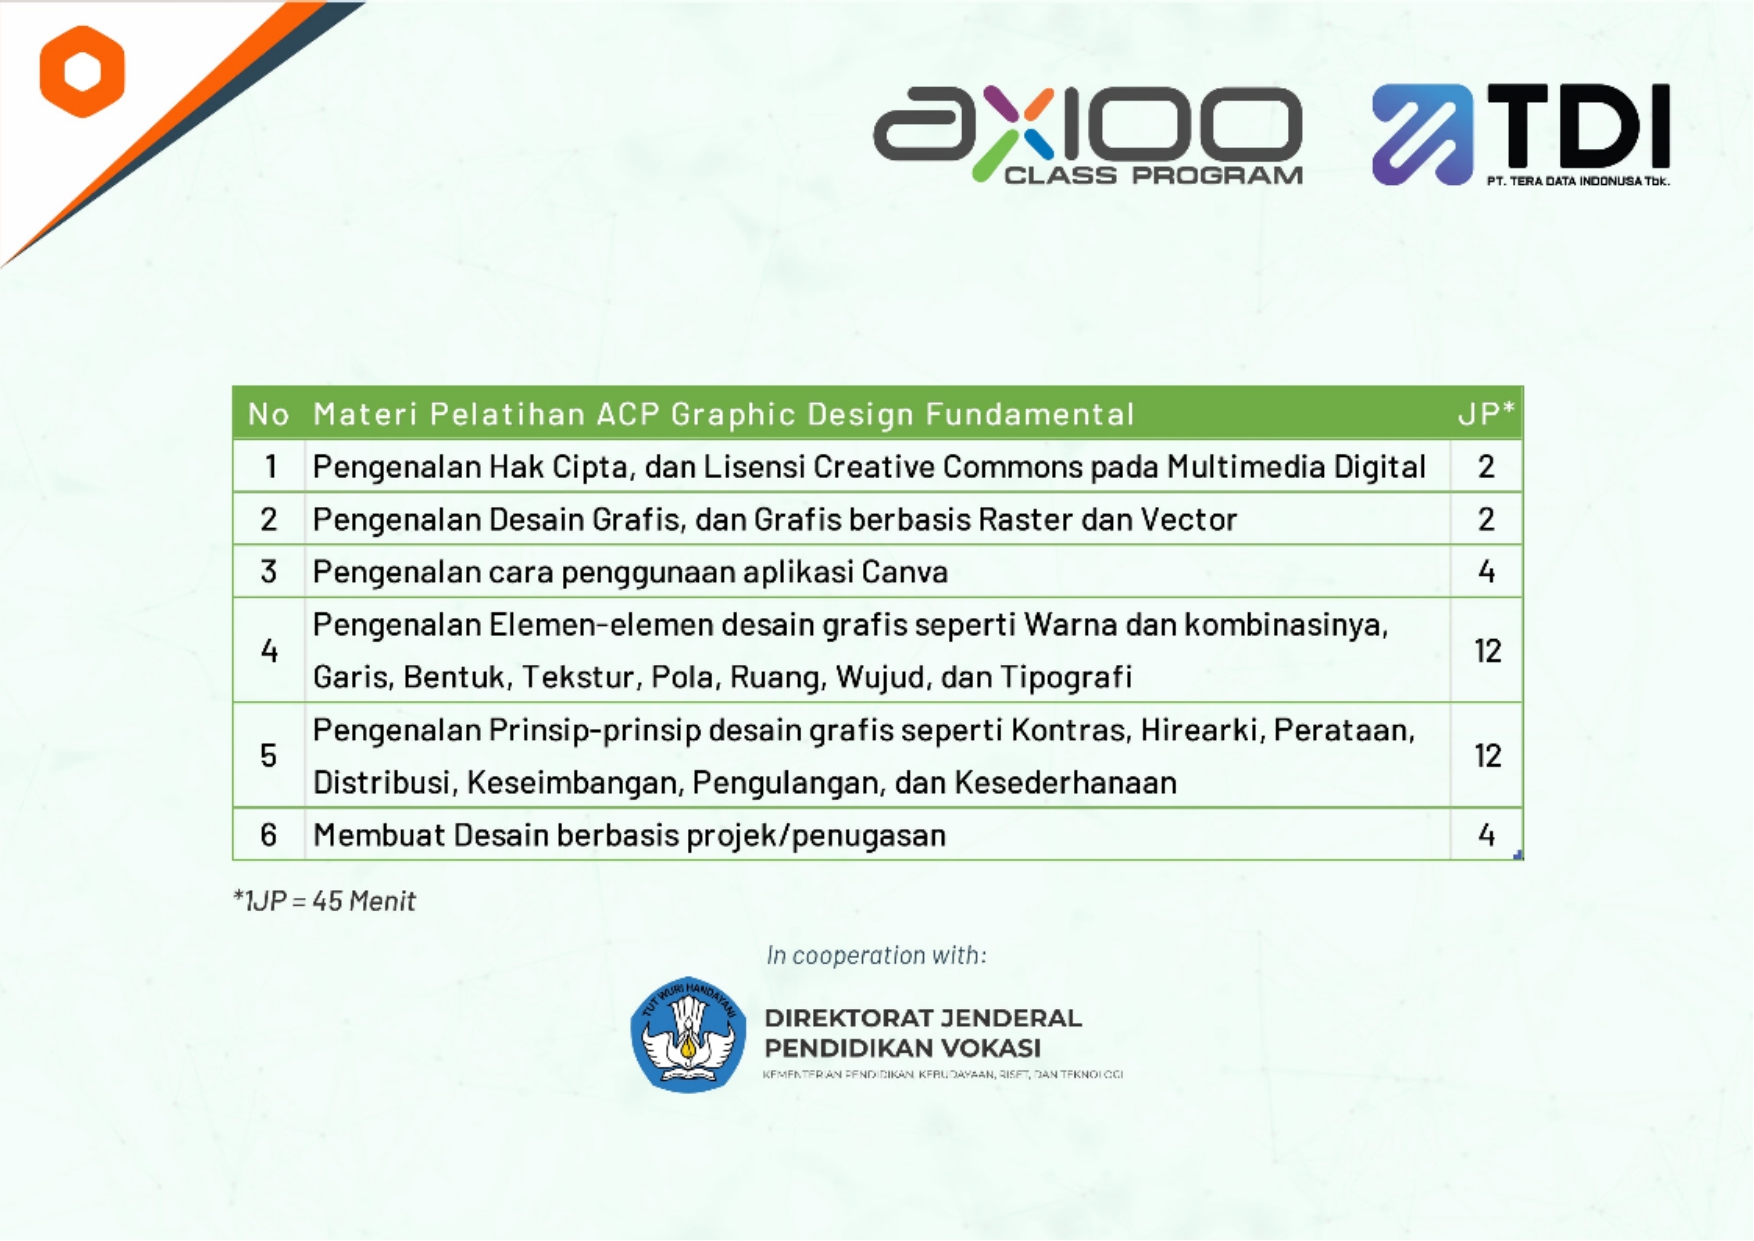 axioo
CLASS PROGRAM
TDI
PT. TERA DATA INDONUSA Tbk.
No Materi Pelatihan ACP Graphic Design Fundamental JP*
1 Pengenalan Hak Cipta, dan Lisensi Creative Commons pada Multimedia Digital 2
2 Pengenalan Desain Grafis, dan Grafis berbasis Raster dan Vector 2
3 Pengenalan cara penggunaan aplikasi Canva 4
4 Pengenalan Elemen-elemen desain grafis seperti Warna dan kombinasinya, 12
Garis, Bentuk, Tekstur, Pola, Ruang, Wujud, dan Tipografi
5 Pengenalan Prinsip-prinsip desain grafis seperti Kontras, Hirearki, Perataan, 12
Distribusi, Keseimbangan, Pengulangan, dan Kesederhanaan
6 Membuat Desain berbasis projek/penugasan 4
*1JP = 45 Menit
In cooperation with:
TUT WURI HANDAYANI
DIREKTORAT JENDERAL
PENDIDIKAN VOKASI
KEMENTERIAN PENDIDIKAN, KEBUDAYAAN, RISET, DAN TEKNOLOGI